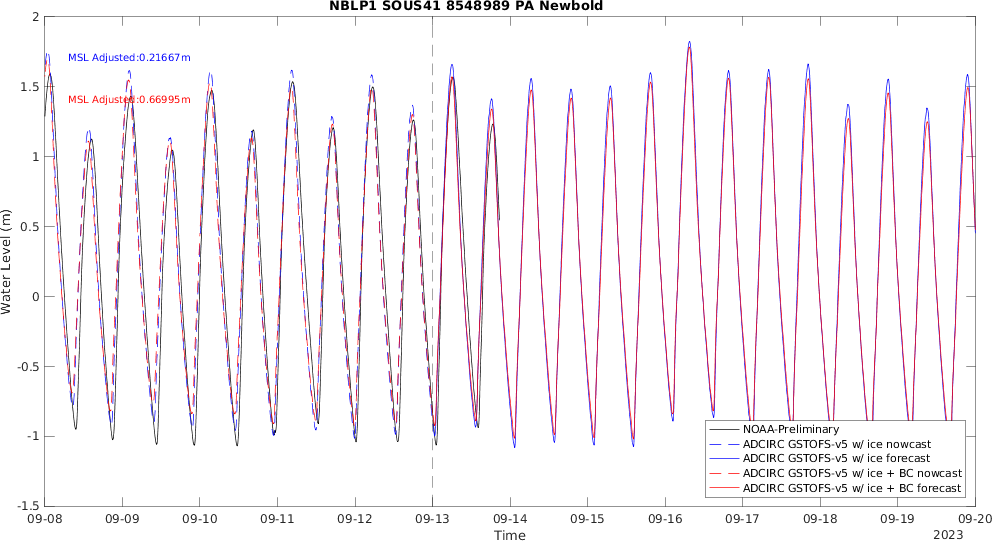 NBLP1 SOUS41 8548989 PA Newbold
2
1.5
1
0.5
0
-0.5
-1
-1.5
Water Level (m)
MSL Adjusted:0.21667m
MSL Adjusted:0.66995m
NOAA-Preliminary
ADCIRC GSTOFS-v5 w/ ice nowcast
ADCIRC GSTOFS-v5 w/ ice forecast
ADCIRC GSTOFS-v5 w/ ice + BC nowcast
ADCIRC GSTOFS-v5 w/ ice + BC forecast
09-08 09-09 09-10 09-11 09-12 09-13 09-14 09-15 09-16 09-17 09-18 09-19 09-20
Time
2023